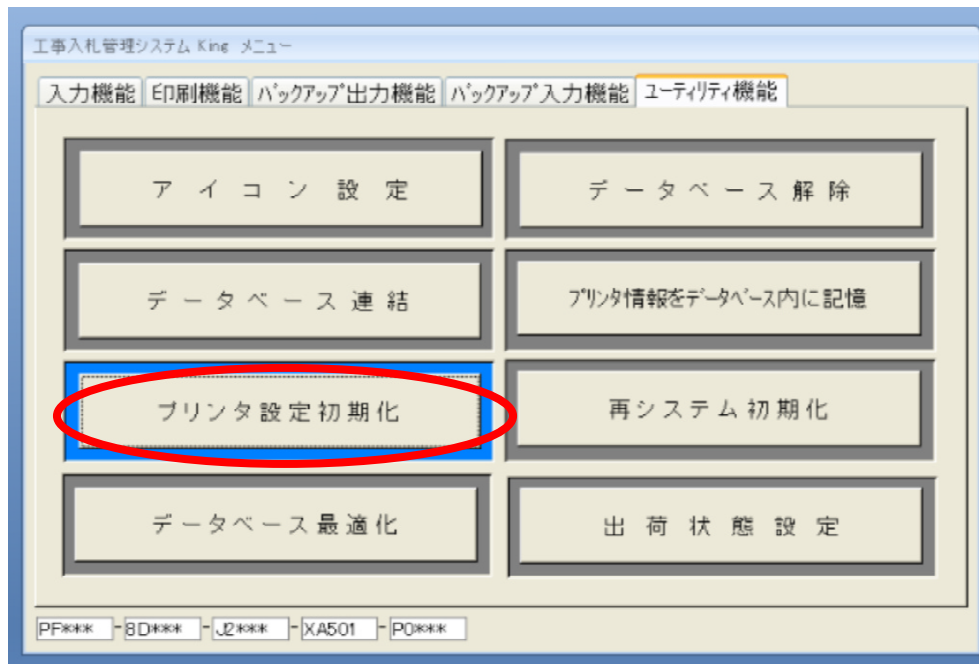 工事入札管理システム King メニュー
入力機能 印刷機能 バックアップ出力機能 バックアップ入力機能 ユーティリティ機能
アイコン設定 データベース解除
データベース連結 プリンタ情報をデータベース内に記憶
プリンタ設定初期化 再システム初期化
データベース最適化 出荷状態設定
PF***-8D***-J2***-XA501-P0***